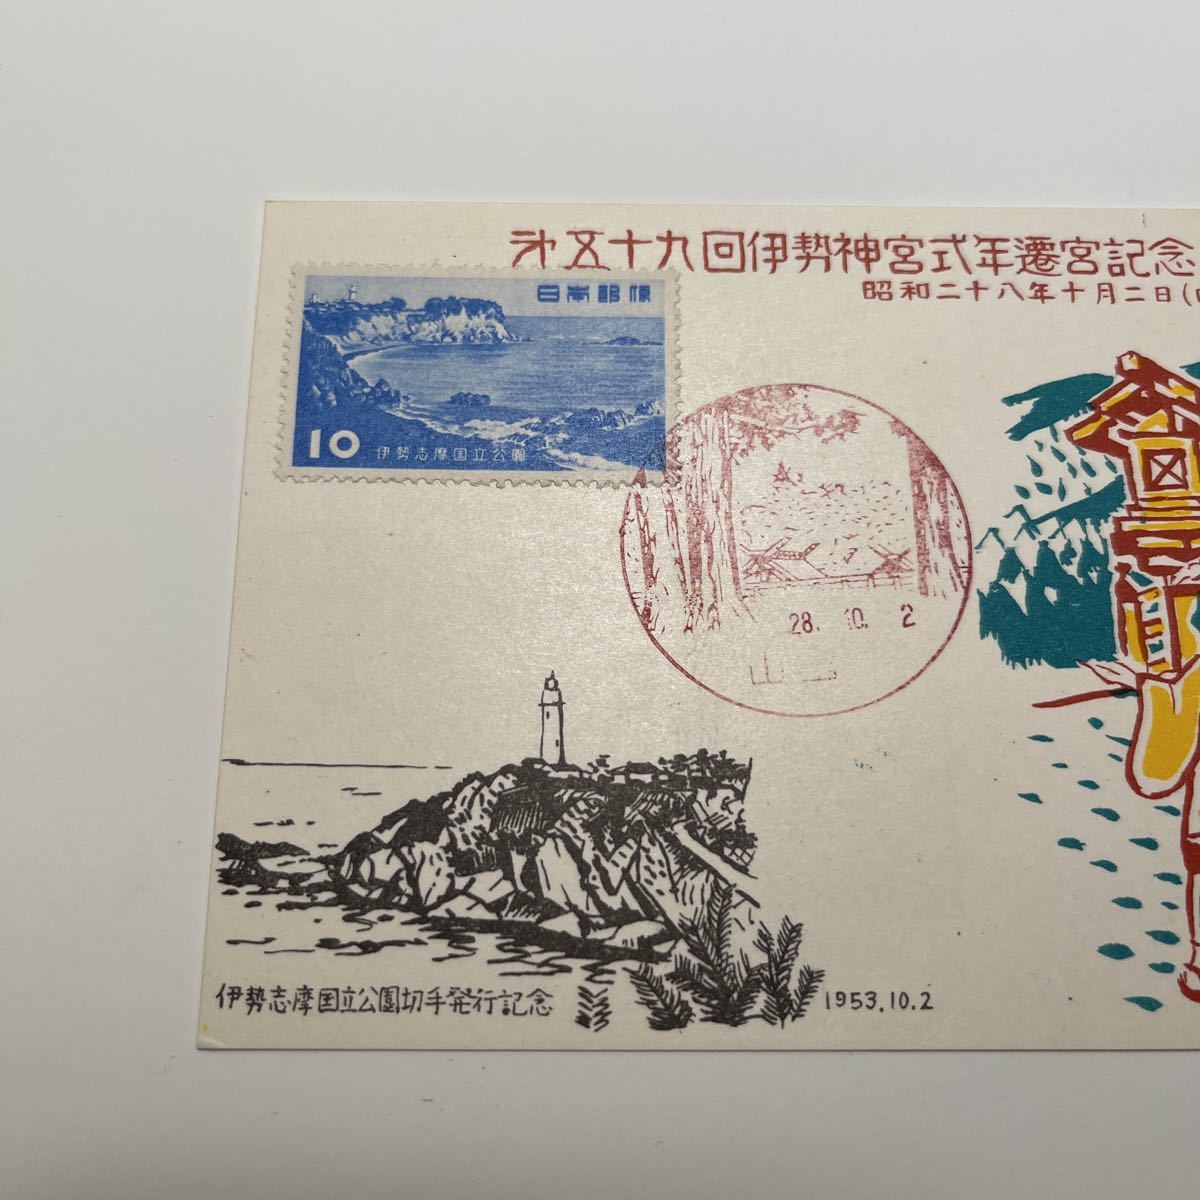 第五十九回伊勢神宮式年遷宮記念
昭和二十八年十月二日(
日本郵便
10
伊勢志摩国立公園
28. 10. 2
伊勢志摩国立公園切手発行記念
1953.10.2